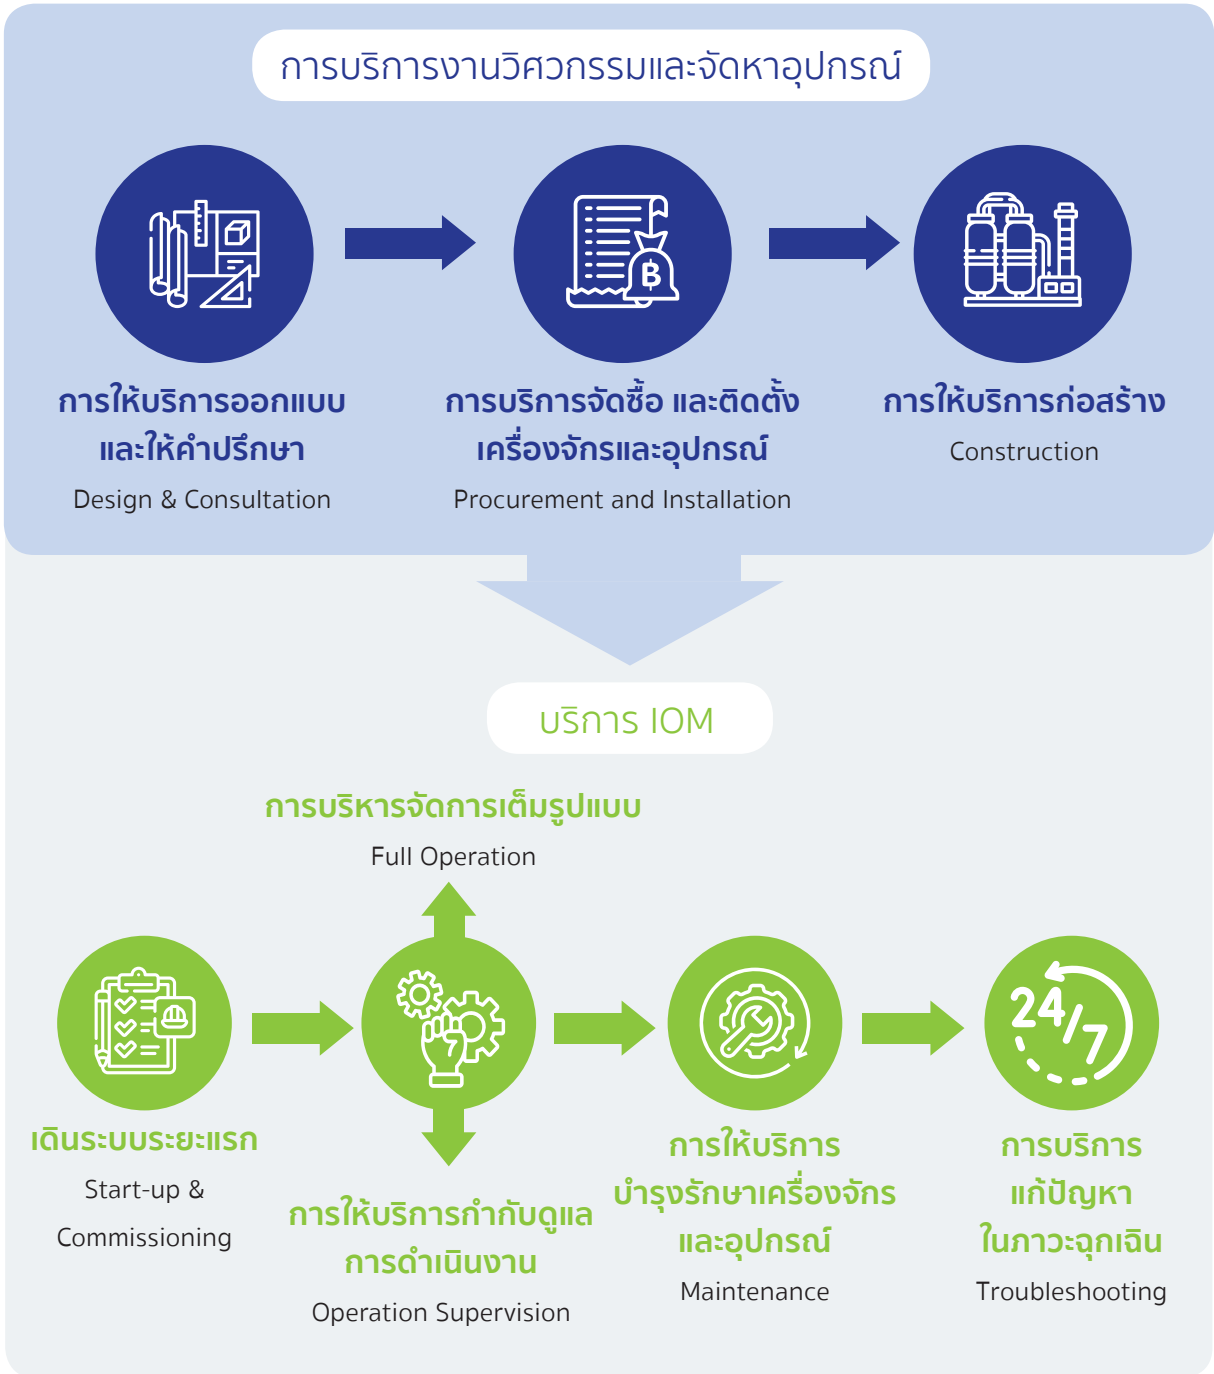 การบริการงานวิศวกรรมและจัดหาอุปกรณ์
฿
การให้บริการออกแบบ
และให้คำปรึกษา
Design & Consultation
การบริการจัดซื้อ และติดตั้ง
เครื่องจักรและอุปกรณ์
Procurement and Installation
การให้บริการก่อสร้าง
Construction
บริการ IOM
การบริหารจัดการเต็มรูปแบบ
Full Operation
24/7
เดินระบบระยะแรก
Start-up &
Commissioning
การให้บริการกำกับดูแล
การดำเนินงาน
Operation Supervision
การให้บริการ
บำรุงรักษาเครื่องจักร
และอุปกรณ์
Maintenance
การบริการ
แก้ปัญหา
ในภาวะฉุกเฉิน
Troubleshooting